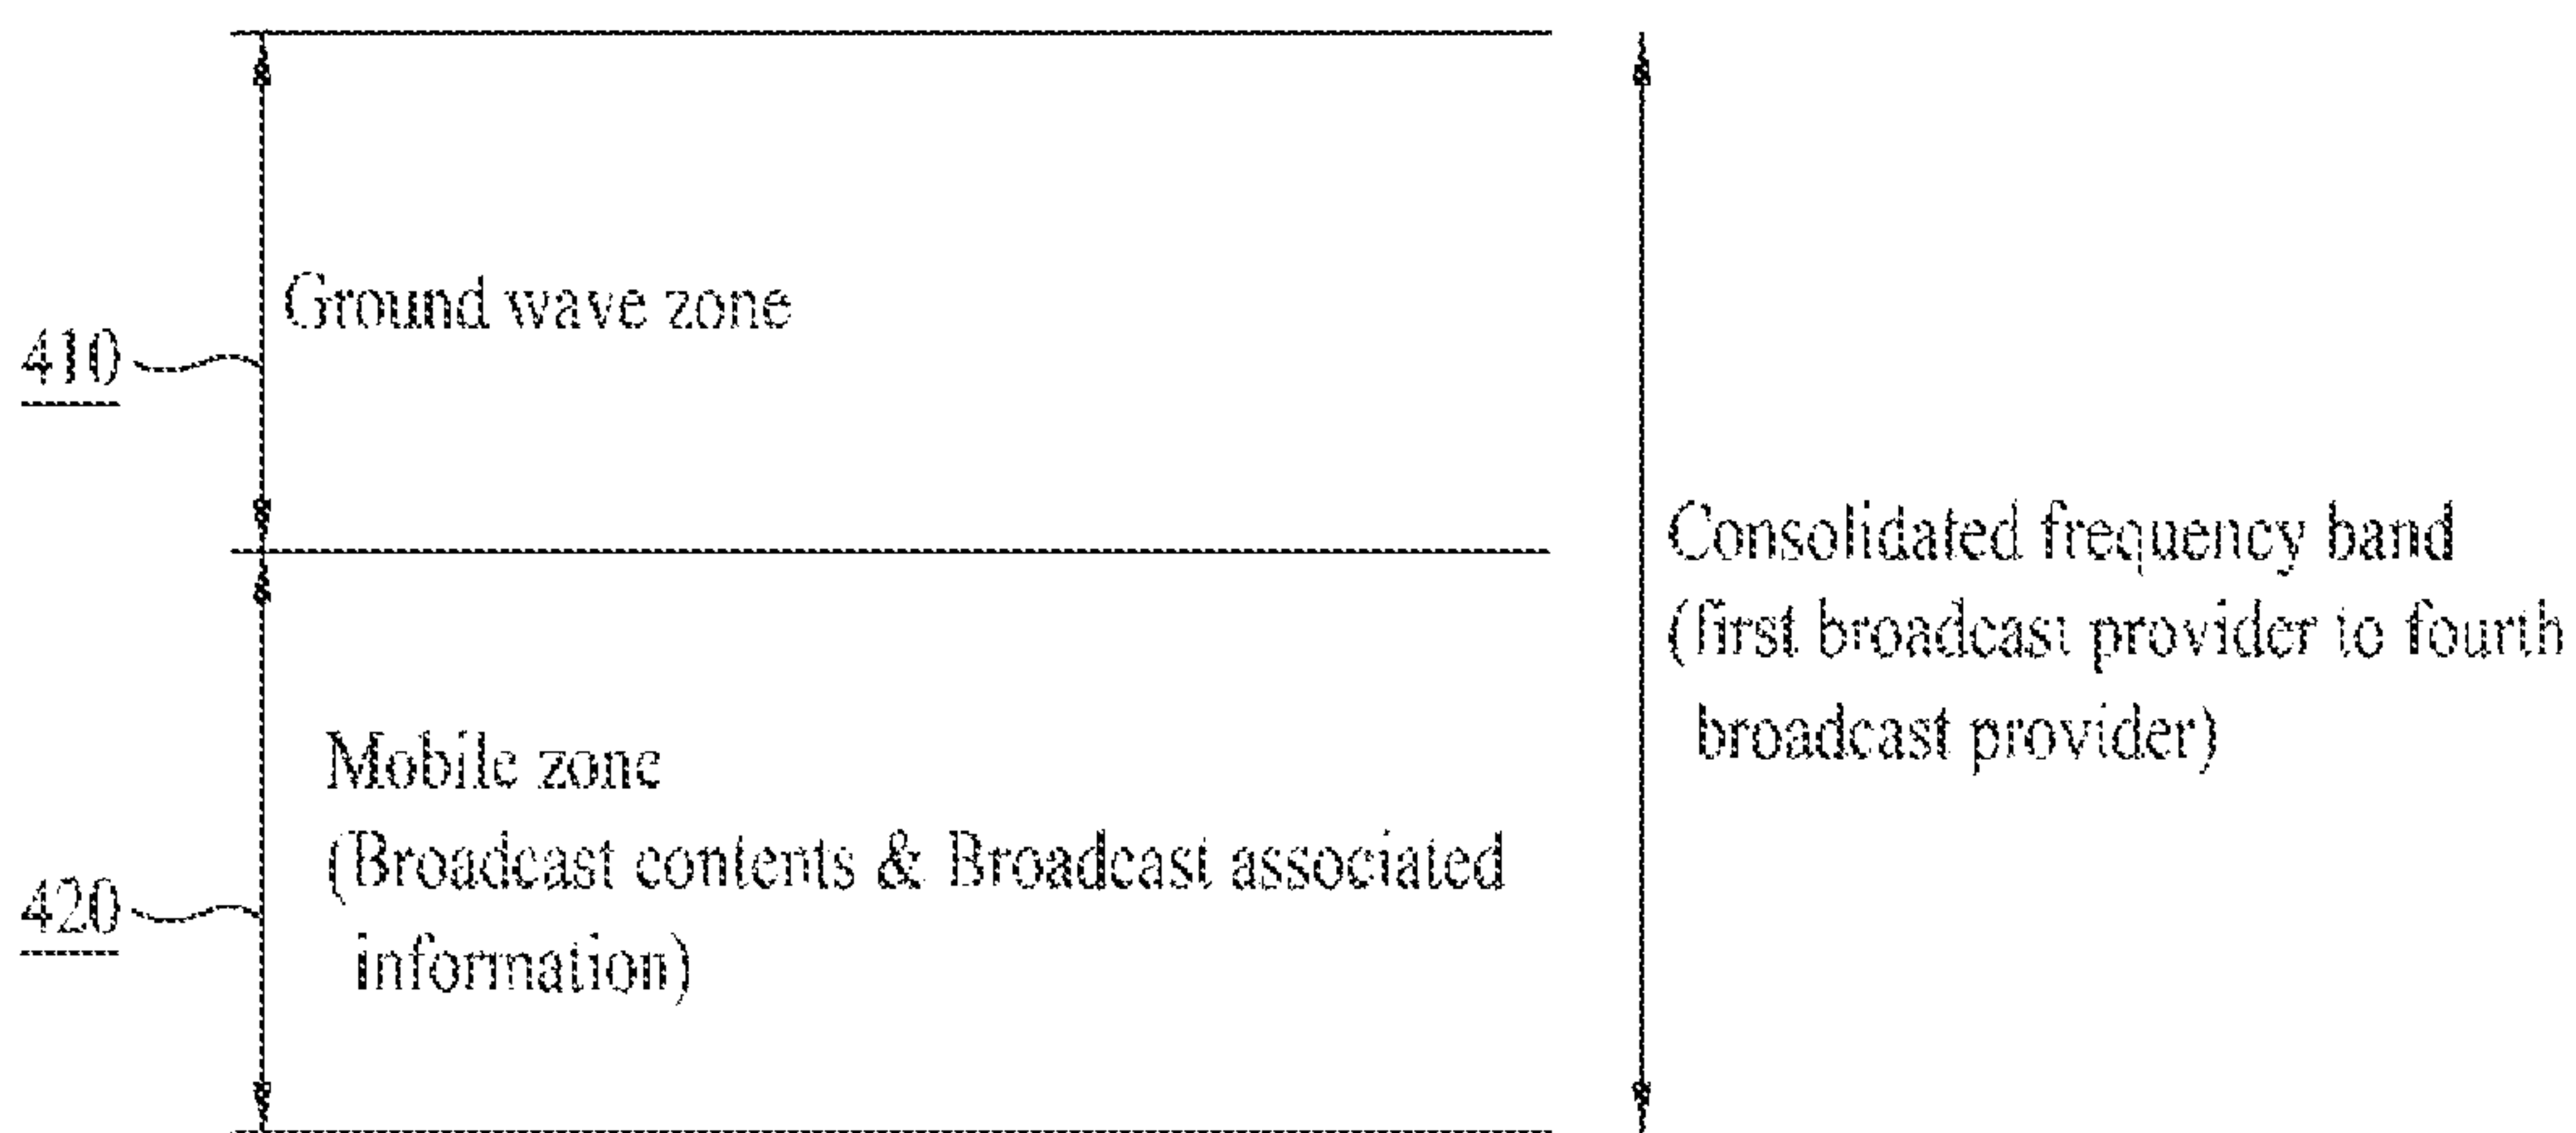 Ground wave zone
410
Consolidated frequency band
(first broadcast provider to fourth
broadcast provider)
Mobile zone
(Broadcast contents & Broadcast associated
information)
420